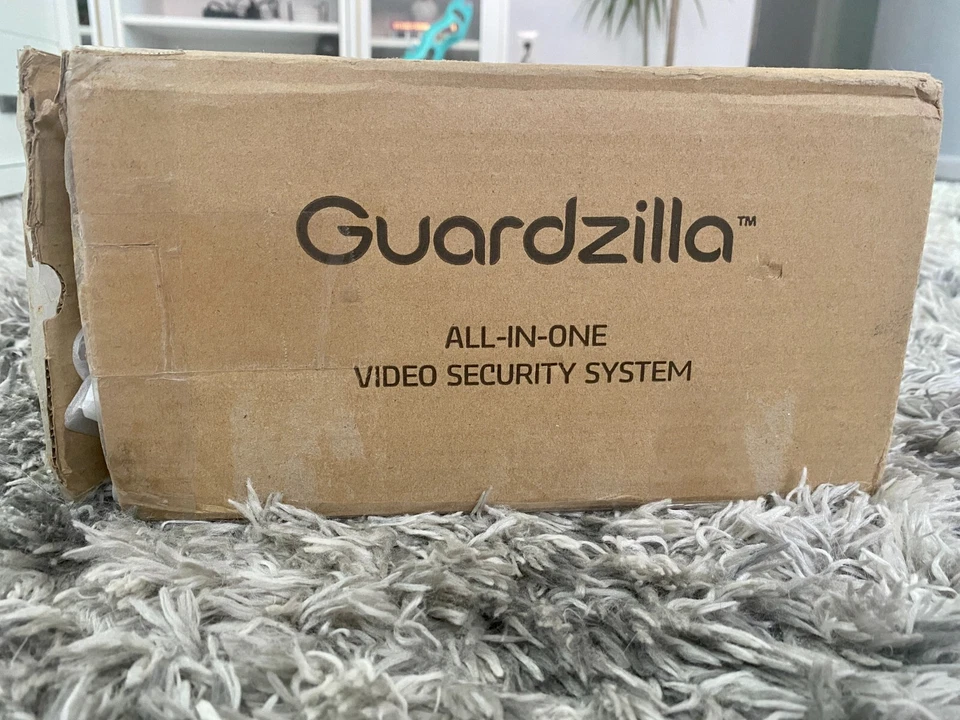 Guardzilla™
ALL-IN-ONE
VIDEO SECURITY SYSTEM